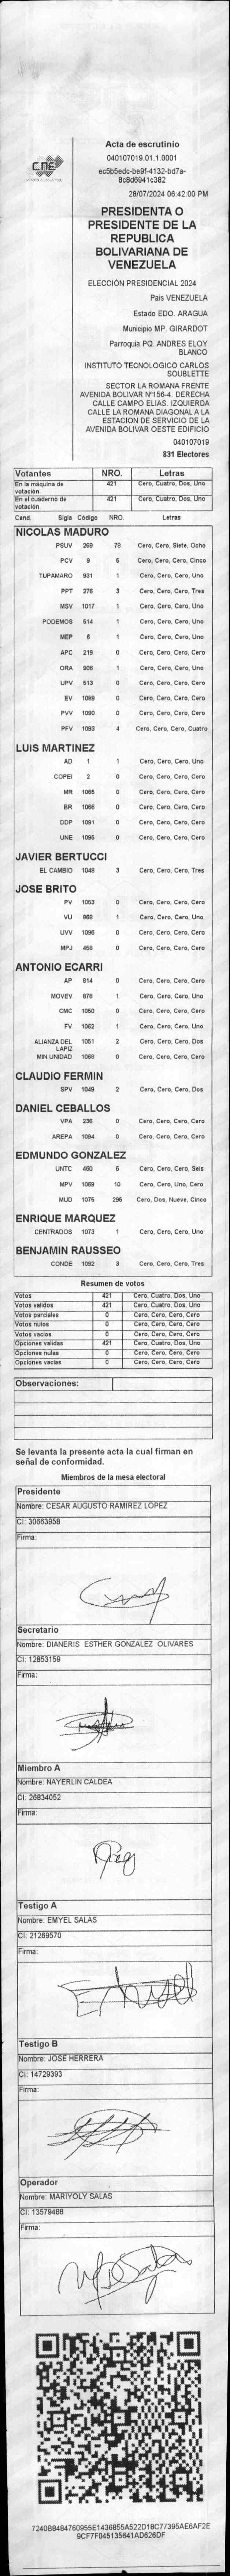 CNE
Acta de escrutinio
040107019.01.1.0001
ec5b5edc-be9f-4132-bd7a-
8c8d6941c382
28/07/2024 06:42:00 PM
PRESIDENTA O
PRESIDENTE DE LA
REPUBLICA
BOLIVARIANA DE
VENEZUELA
ELECCIÓN PRESIDENCIAL 2024
País VENEZUELA
Estado EDO. ARAGUA
Municipio MP. GIRARDOT
Parroquia PQ. ANDRES ELOY
BLANCO
INSTITUTO TECNOLOGICO CARLOS
SOUBLETTE
SECTOR LA ROMANA FRENTE
AVENIDA BOLIVAR Nº156-4. DERECHA
CALLE CAMPO ELIAS. IZQUIERDA
CALLE LA ROMANA DIAGONAL A LA
ESTACION DE SERVICIO DE LA
AVENIDA BOLIVAR OESTE EDIFICIO
040107019
831 Electores
Votantes NRO. Letras
En la máquina de votación 421 Cero, Cuatro, Dos, Uno
En el cuaderno de votación 421 Cero, Cuatro, Dos, Uno
Cand. Sigla Código NRO. Letras
NICOLAS MADURO
PSUV 269 78 Cero, Cero, Siete, Ocho
PCV 9 5 Cero, Cero, Cero, Cinco
TUPAMARO 931 1 Cero, Cero, Cero, Uno
PPT 276 3 Cero, Cero, Cero, Tres
MSV 1017 1 Cero, Cero, Cero, Uno
PODEMOS 514 1 Cero, Cero, Cero, Uno
MEP 6 1 Cero, Cero, Cero, Uno
APC 219 0 Cero, Cero, Cero, Cero
ORA 906 1 Cero, Cero, Cero, Uno
UPV 513 0 Cero, Cero, Cero, Cero
EV 1089 0 Cero, Cero, Cero, Cero
PVV 1090 0 Cero, Cero, Cero, Cero
PFV 1093 4 Cero, Cero, Cero, Cuatro
LUIS MARTINEZ
AD 1 1 Cero, Cero, Cero, Uno
COPEI 2 0 Cero, Cero, Cero, Cero
MR 1065 0 Cero, Cero, Cero, Cero
BR 1066 0 Cero, Cero, Cero, Cero
DDP 1091 0 Cero, Cero, Cero, Cero
UNE 1095 0 Cero, Cero, Cero, Cero
JAVIER BERTUCCI
EL CAMBIO 1048 3 Cero, Cero, Cero, Tres
JOSE BRITO
PV 1053 0 Cero, Cero, Cero, Cero
VU 868 1 Cero, Cero, Cero, Uno
UVV 1096 0 Cero, Cero, Cero, Cero
MPJ 458 0 Cero, Cero, Cero, Cero
ANTONIO ECARRI
AP 814 0 Cero, Cero, Cero, Cero
MOVEV 878 1 Cero, Cero, Cero, Uno
CMC 1050 0 Cero, Cero, Cero, Cero
FV 1062 1 Cero, Cero, Cero, Uno
ALIANZA DEL LAPIZ 1051 2 Cero, Cero, Cero, Dos
MIN UNIDAD 1068 0 Cero, Cero, Cero, Cero
CLAUDIO FERMIN
SPV 1049 2 Cero, Cero, Cero, Dos
DANIEL CEBALLOS
VPA 236 0 Cero, Cero, Cero, Cero
AREPA 1094 0 Cero, Cero, Cero, Cero
EDMUNDO GONZALEZ
UNTC 460 6 Cero, Cero, Cero, Seis
MPV 1069 10 Cero, Cero, Uno, Cero
MUD 1075 295 Cero, Dos, Nueve, Cinco
ENRIQUE MARQUEZ
CENTRADOS 1073 1 Cero, Cero, Cero, Uno
BENJAMIN RAUSSEO
CONDE 1092 3 Cero, Cero, Cero, Tres
Resumen de votos
Votos 421 Cero, Cuatro, Dos, Uno
Votos validos 421 Cero, Cuatro, Dos, Uno
Votos parciales 0 Cero, Cero, Cero, Cero
Votos nulos 0 Cero, Cero, Cero, Cero
Votos vacios 0 Cero, Cero, Cero, Cero
Opciones validas 421 Cero, Cuatro, Dos, Uno
Opciones nulas 0 Cero, Cero, Cero, Cero
Opciones vacias 0 Cero, Cero, Cero, Cero
Observaciones:
Se levanta la presente acta la cual firman en
señal de conformidad.
Miembros de la mesa electoral
Presidente
Nombre: CESAR AUGUSTO RAMIREZ LOPEZ
CI: 30663958
Firma:
Secretario
Nombre: DIANERIS ESTHER GONZALEZ OLIVARES
CI: 12853159
Firma:
Miembro A
Nombre: NAYERLIN CALDEA
CI: 26834052
Firma:
Testigo A
Nombre: EMYEL SALAS
CI: 21269570
Firma:
Testigo B
Nombre: JOSE HERRERA
CI: 14729393
Firma:
Operador
Nombre: MARIYOLY SALAS
CI: 13579488
Firma:
7240B8484760955E1436855A522D18C77395AE6AF2E
9CF7F045135641AD626DF